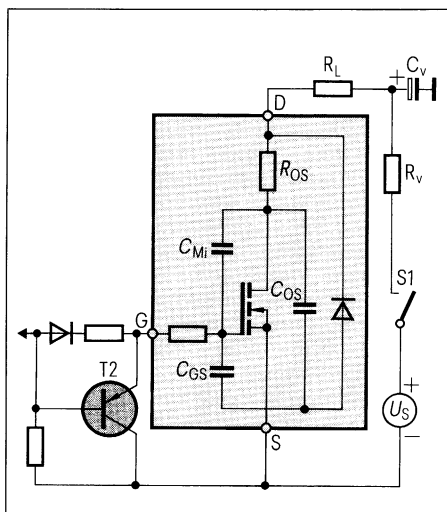 R_L
+ C_v
D
R_OS
R_v
C_Mi
S1
C_OS
G
T2
C_GS
+
U_S
−
S